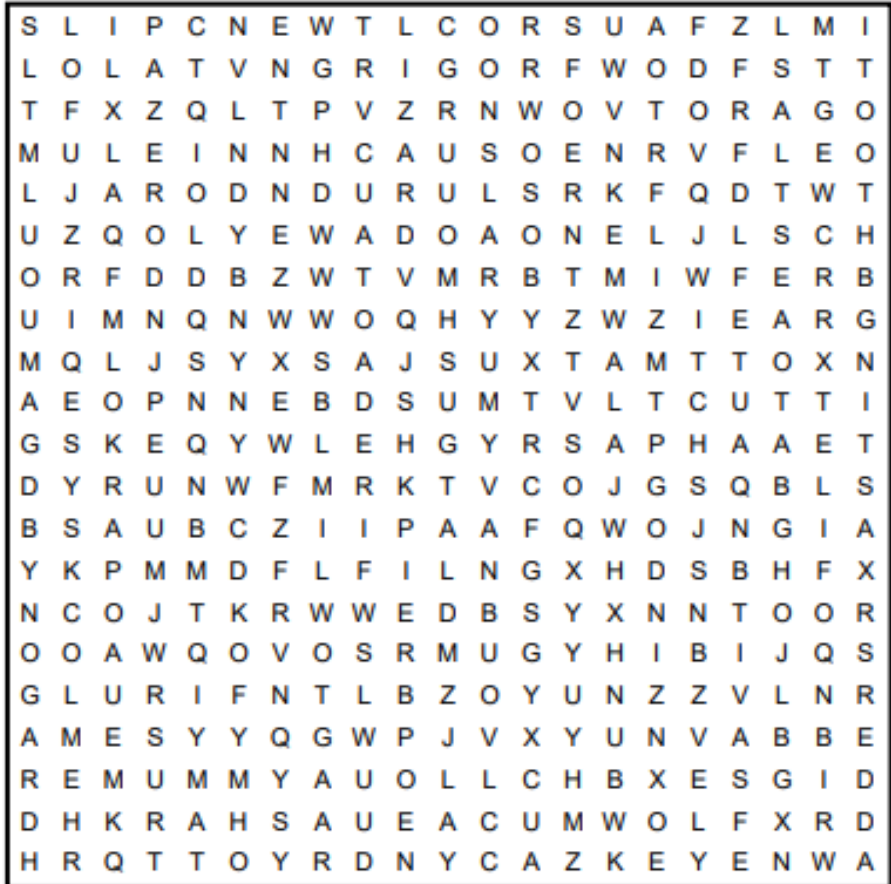 S L I P C N E W T L C O R S U A F Z L M I
L O L A T V N G R I G O R F W O D F S T T
T F X Z Q L T P V Z R N W O V T O R A G O
M U L E I N N H C A U S O E N R V F L E O
L J A R O D N D U R U L S R K F Q D T W T
U Z Q O L Y E W A D O A O N E L J L S C H
O R F D D B Z W T V M R B T M I W F E R B
U I M N Q N W W O Q H Y Y Z W Z I E A R G
M Q L J S Y X S A J S U X T A M T T O X N
A E O P N N E B D S U M T V L T C U T T I
G S K E Q Y W L E H G Y R S A P H A A E T
D Y R U N W F M R K T V C O J G S Q B L S
B S A U B C Z I I P A A F Q W O J N G I A
Y K P M M D F L F I L N G X H D S B H F X
N C O J T K R W W E D B S Y X N N T O O R
O O A W Q O V O S R M U G Y H I B I J Q S
G L U R I F N T L B Z O Y U N Z Z V L N R
A M E S Y Y Q G W P J V X Y U N V A B B E
R E M U M M Y A U O L L C H B X E S G I D
D H K R A H S A U E A C U M W O L F X R D
H R Q T T O Y R D N Y C A Z K E Y E N W A